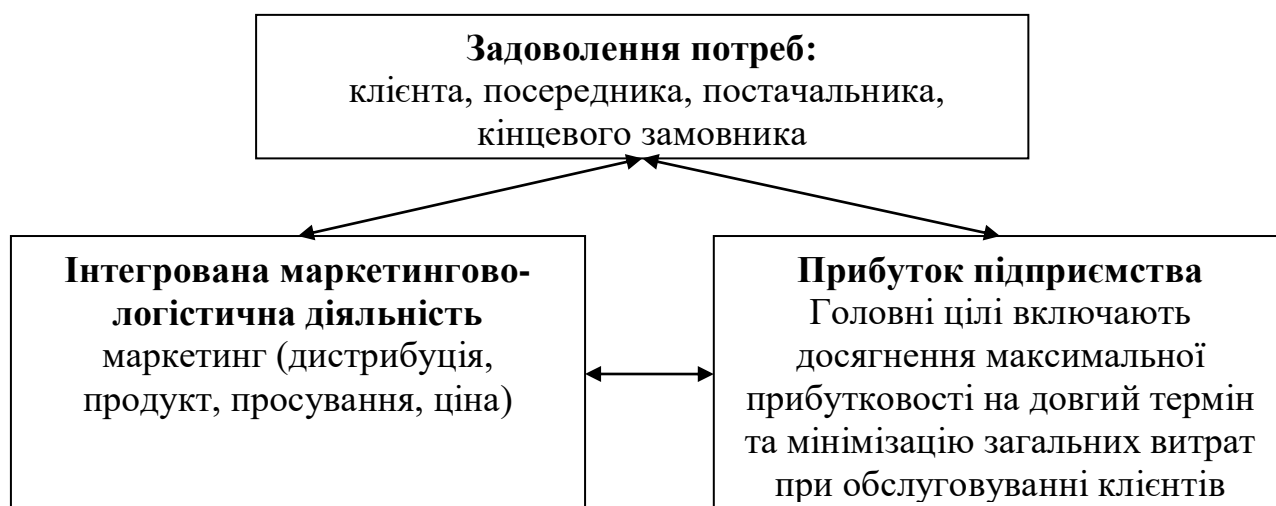 Задоволення потреб:
клієнта, посередника, постачальника,
кінцевого замовника
Інтегрована маркетингово-
логістична діяльність
маркетинг (дистрибуція,
продукт, просування, ціна)
Прибуток підприємства
Головні цілі включають
досягнення максимальної
прибутковості на довгий термін
та мінімізацію загальних витрат
при обслуговуванні клієнтів